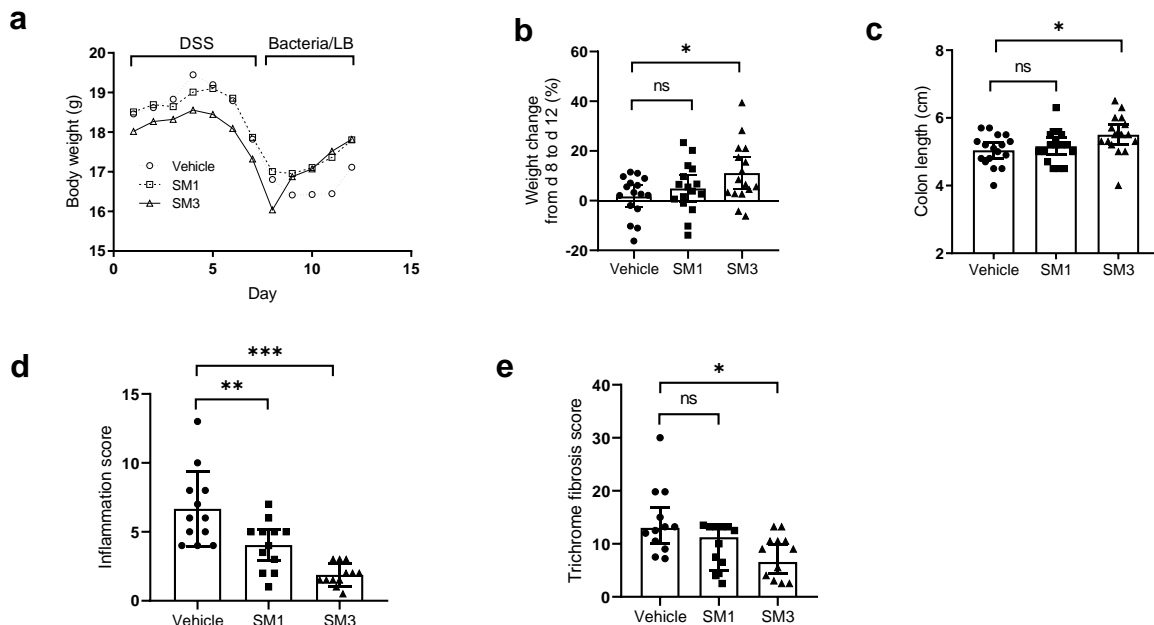 a
DSS
Bacteria/LB
Body weight (g)
20
19
18
17
16
15
Vehicle
SM1
SM3
0
5
10
15
Day
b
Weight change
from d 8 to d 12 (%)
60
40
20
0
-20
*
ns
Vehicle
SM1
SM3
c
Colon length (cm)
8
6
4
2
*
ns
Vehicle
SM1
SM3
d
Inflammation score
15
10
5
0
***
**
Vehicle
SM1
SM3
e
Trichrome fibrosis score
40
30
20
10
0
*
ns
Vehicle
SM1
SM3